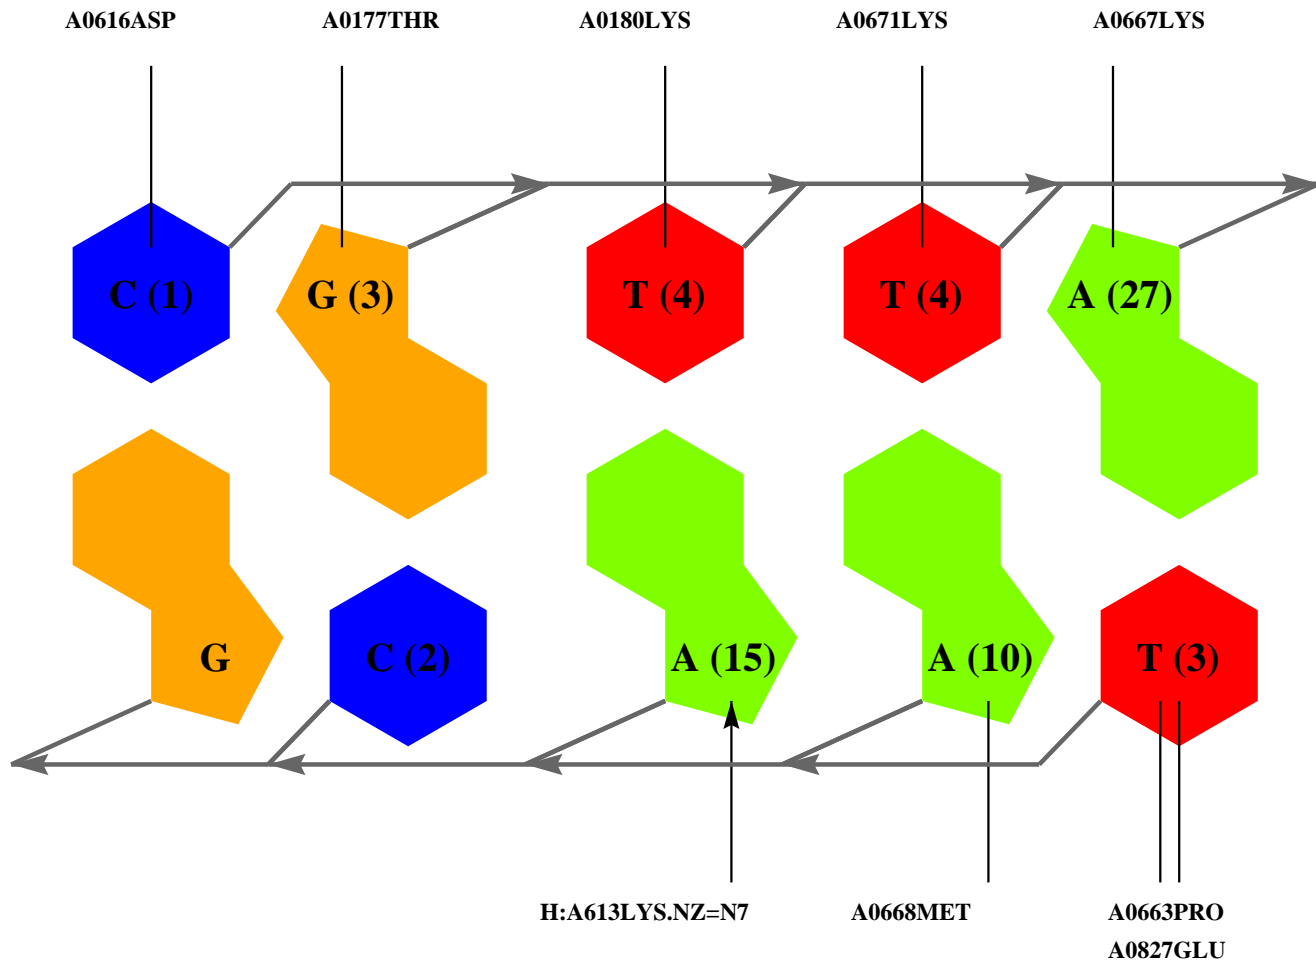 A0616ASP A0177THR A0180LYS A0671LYS A0667LYS
C (1) G (3) T (4) T (4) A (27)
G C (2) A (15) A (10) T (3)
H:A613LYS.NZ=N7 A0668MET A0663PRO
A0827GLU